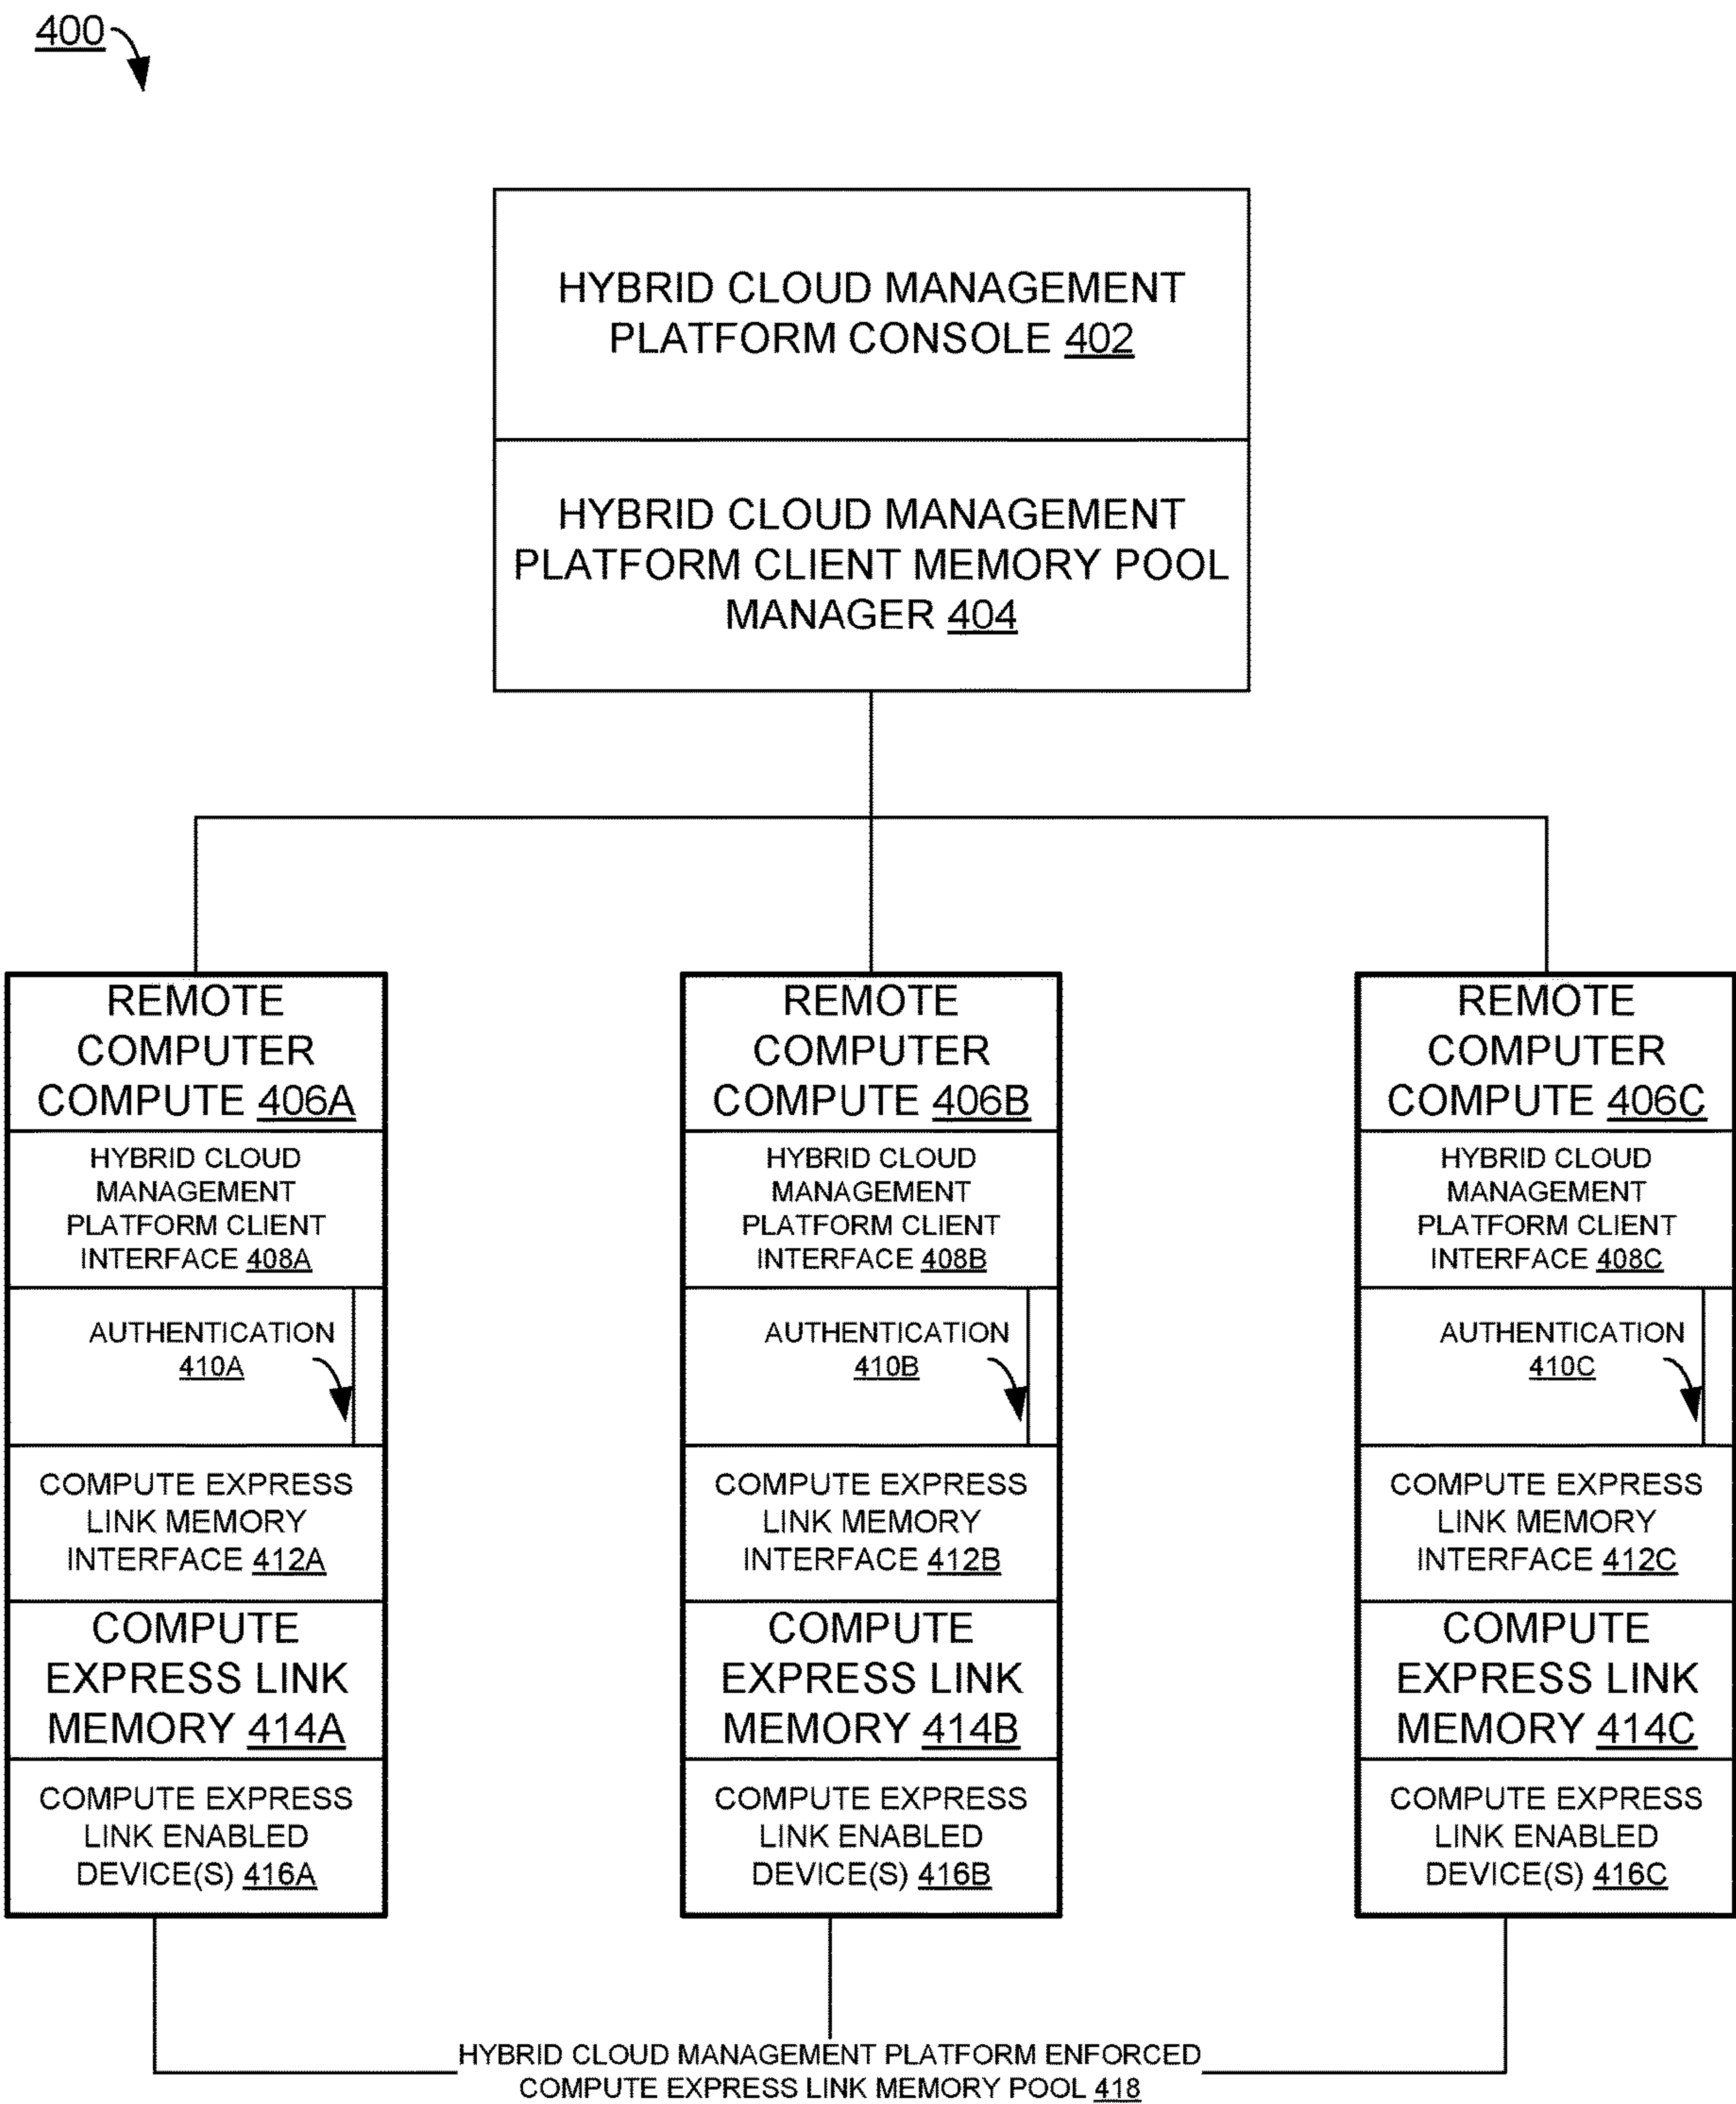 400
HYBRID CLOUD MANAGEMENT
PLATFORM CONSOLE 402
HYBRID CLOUD MANAGEMENT
PLATFORM CLIENT MEMORY POOL
MANAGER 404
REMOTE
COMPUTER
COMPUTE 406A
HYBRID CLOUD
MANAGEMENT
PLATFORM CLIENT
INTERFACE 408A
AUTHENTICATION
410A
COMPUTE EXPRESS
LINK MEMORY
INTERFACE 412A
COMPUTE
EXPRESS LINK
MEMORY 414A
COMPUTE EXPRESS
LINK ENABLED
DEVICE(S) 416A
REMOTE
COMPUTER
COMPUTE 406B
HYBRID CLOUD
MANAGEMENT
PLATFORM CLIENT
INTERFACE 408B
AUTHENTICATION
410B
COMPUTE EXPRESS
LINK MEMORY
INTERFACE 412B
COMPUTE
EXPRESS LINK
MEMORY 414B
COMPUTE EXPRESS
LINK ENABLED
DEVICE(S) 416B
REMOTE
COMPUTER
COMPUTE 406C
HYBRID CLOUD
MANAGEMENT
PLATFORM CLIENT
INTERFACE 408C
AUTHENTICATION
410C
COMPUTE EXPRESS
LINK MEMORY
INTERFACE 412C
COMPUTE
EXPRESS LINK
MEMORY 414C
COMPUTE EXPRESS
LINK ENABLED
DEVICE(S) 416C
HYBRID CLOUD MANAGEMENT PLATFORM ENFORCED
COMPUTE EXPRESS LINK MEMORY POOL 418